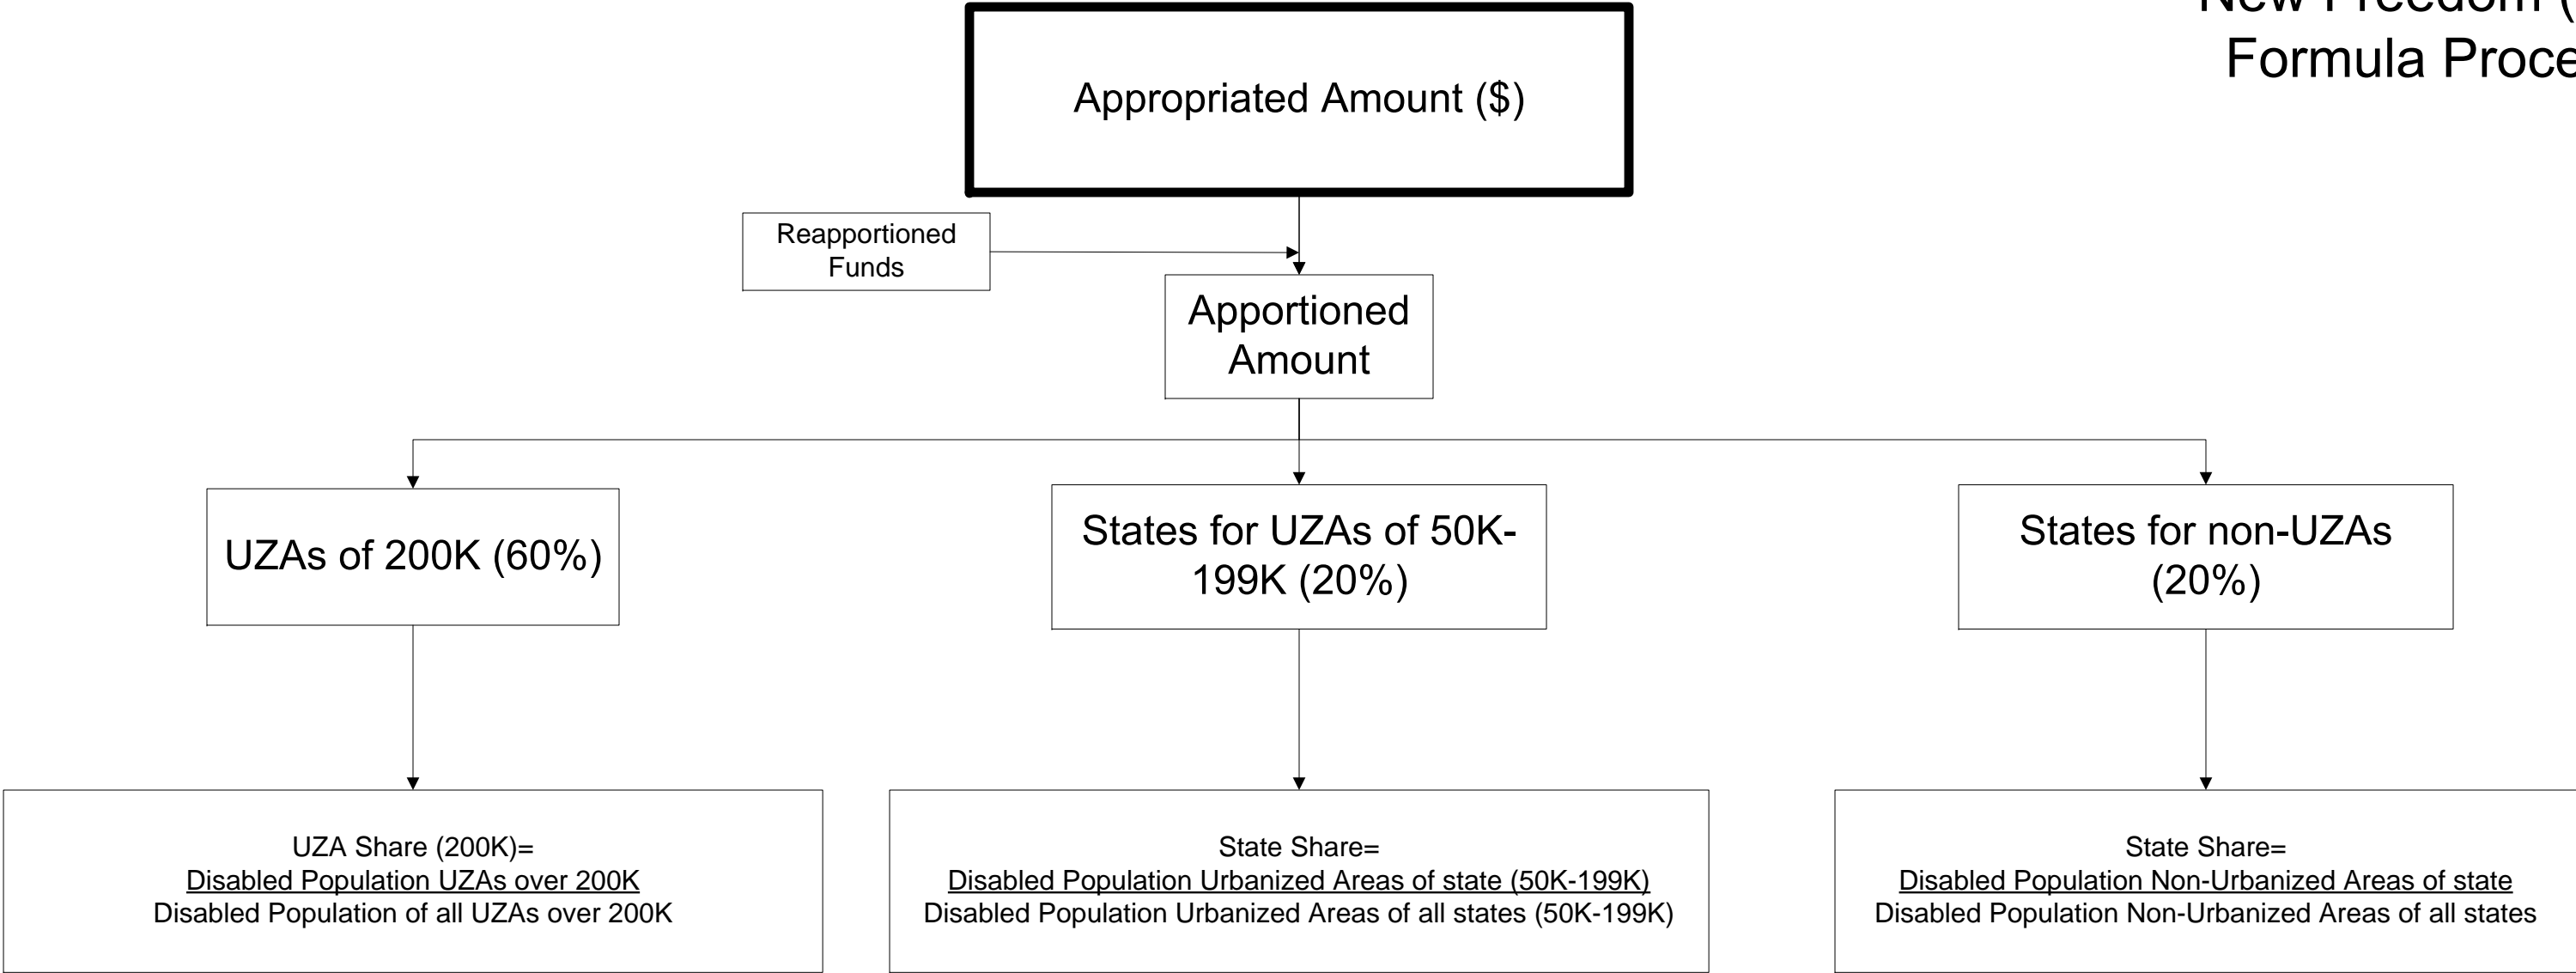 New Freedom (
Formula
Appropriated Amount ($)
Reapportioned
Funds
Apportioned
Amount
UZAs of 200K (60%)
States for UZAs of 50K-
199K (20%)
States for non-UZAs
(20%)
UZA Share (200K)=
Disabled Population UZAs over 200K
Disabled Population of all UZAs over 200K
State Share=
Disabled Population Urbanized Areas of state (50K-199K)
Disabled Population Urbanized Areas of all states (50K-199K)
State Share=
Disabled Population Non-Urbanized Areas of state
Disabled Population Non-Urbanized Areas of all states